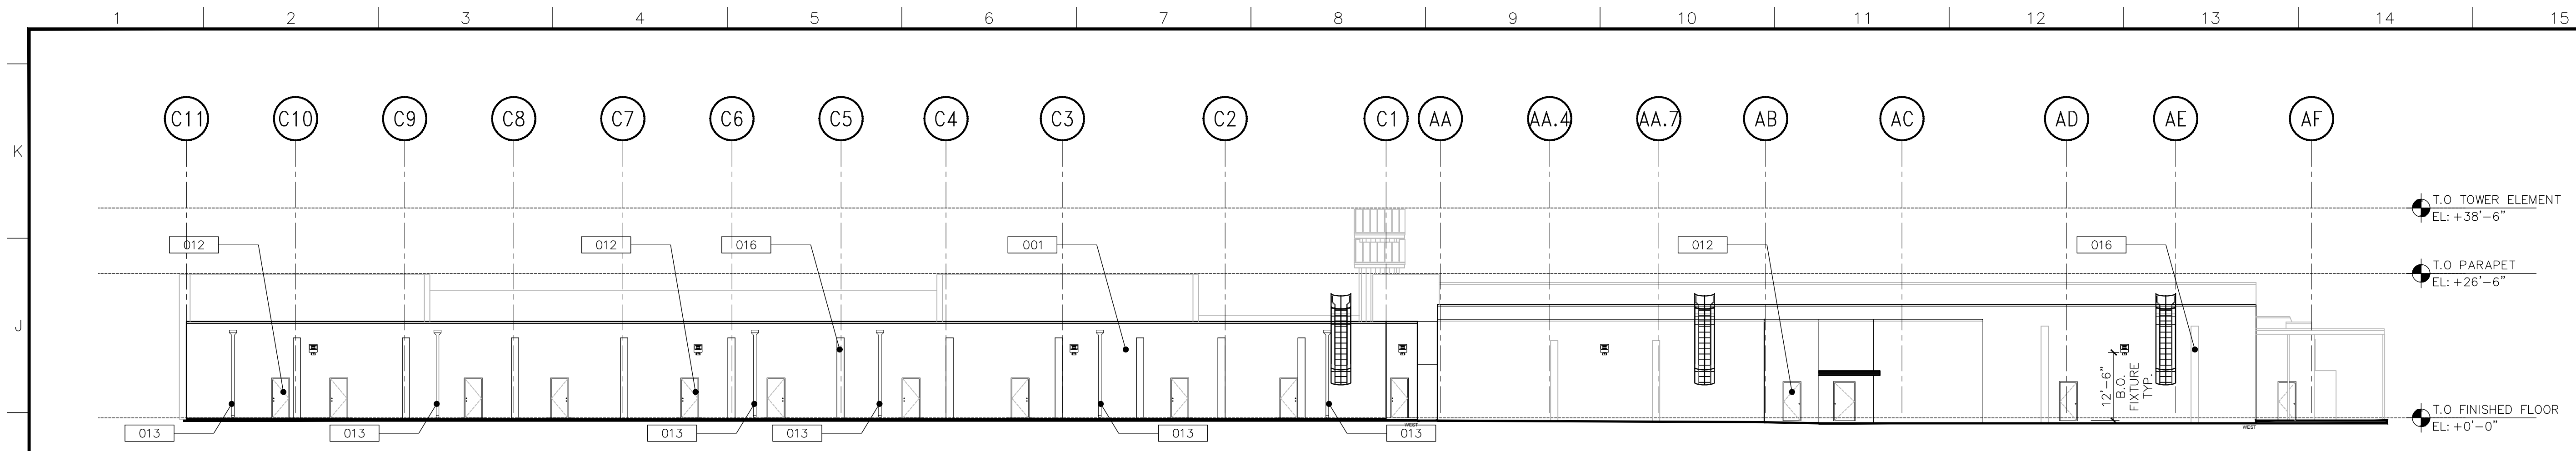 1 2 3 4 5 6 7 8 9 10 11 12 13 14 15
K
C11 C10 C9 C8 C7 C6 C5 C4 C3 C2 C1 AA AA.4 AA.7 AB AC AD AE AF
T.O TOWER ELEMENT
EL: +38'-6"
012 012 016 001 012 016
T.O PARAPET
EL: +26'-6"
J
12'-6"
B.O.
FIXTURE
TYP.
T.O FINISHED FLOOR
EL: +0'-0"
WEST WEST
013 013 013 013 013 013